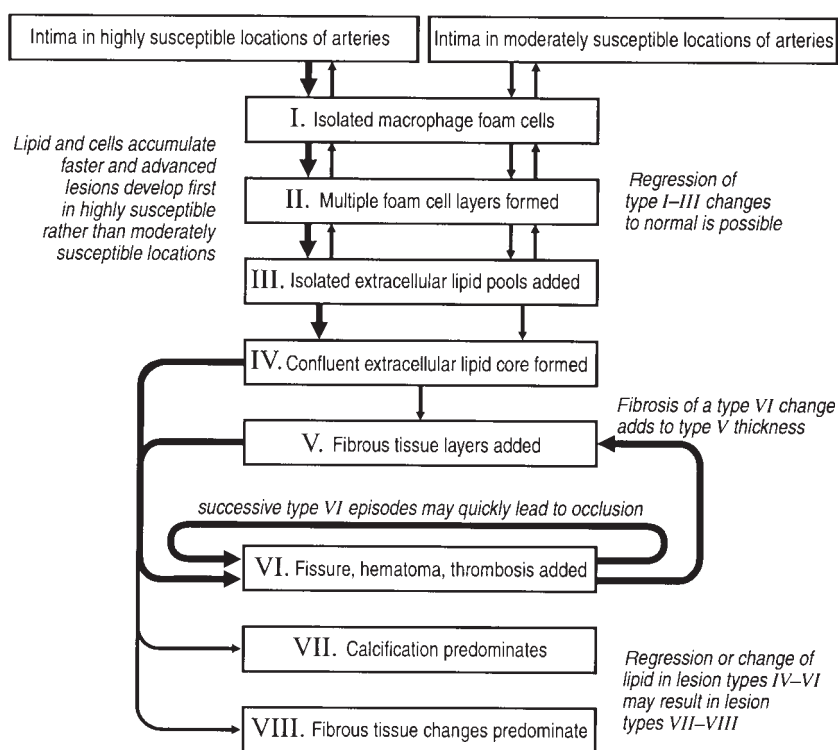 Intima in highly susceptible locations of arteries
Intima in moderately susceptible locations of arteries
I. Isolated macrophage foam cells
Lipid and cells accumulate
faster and advanced
lesions develop first
in highly susceptible
rather than moderately
susceptible locations
II. Multiple foam cell layers formed
Regression of
type I–III changes
to normal is possible
III. Isolated extracellular lipid pools added
IV. Confluent extracellular lipid core formed
Fibrosis of a type VI change
adds to type V thickness
V. Fibrous tissue layers added
successive type VI episodes may quickly lead to occlusion
VI. Fissure, hematoma, thrombosis added
VII. Calcification predominates
Regression or change of
lipid in lesion types IV–VI
may result in lesion
types VII–VIII
VIII. Fibrous tissue changes predominate